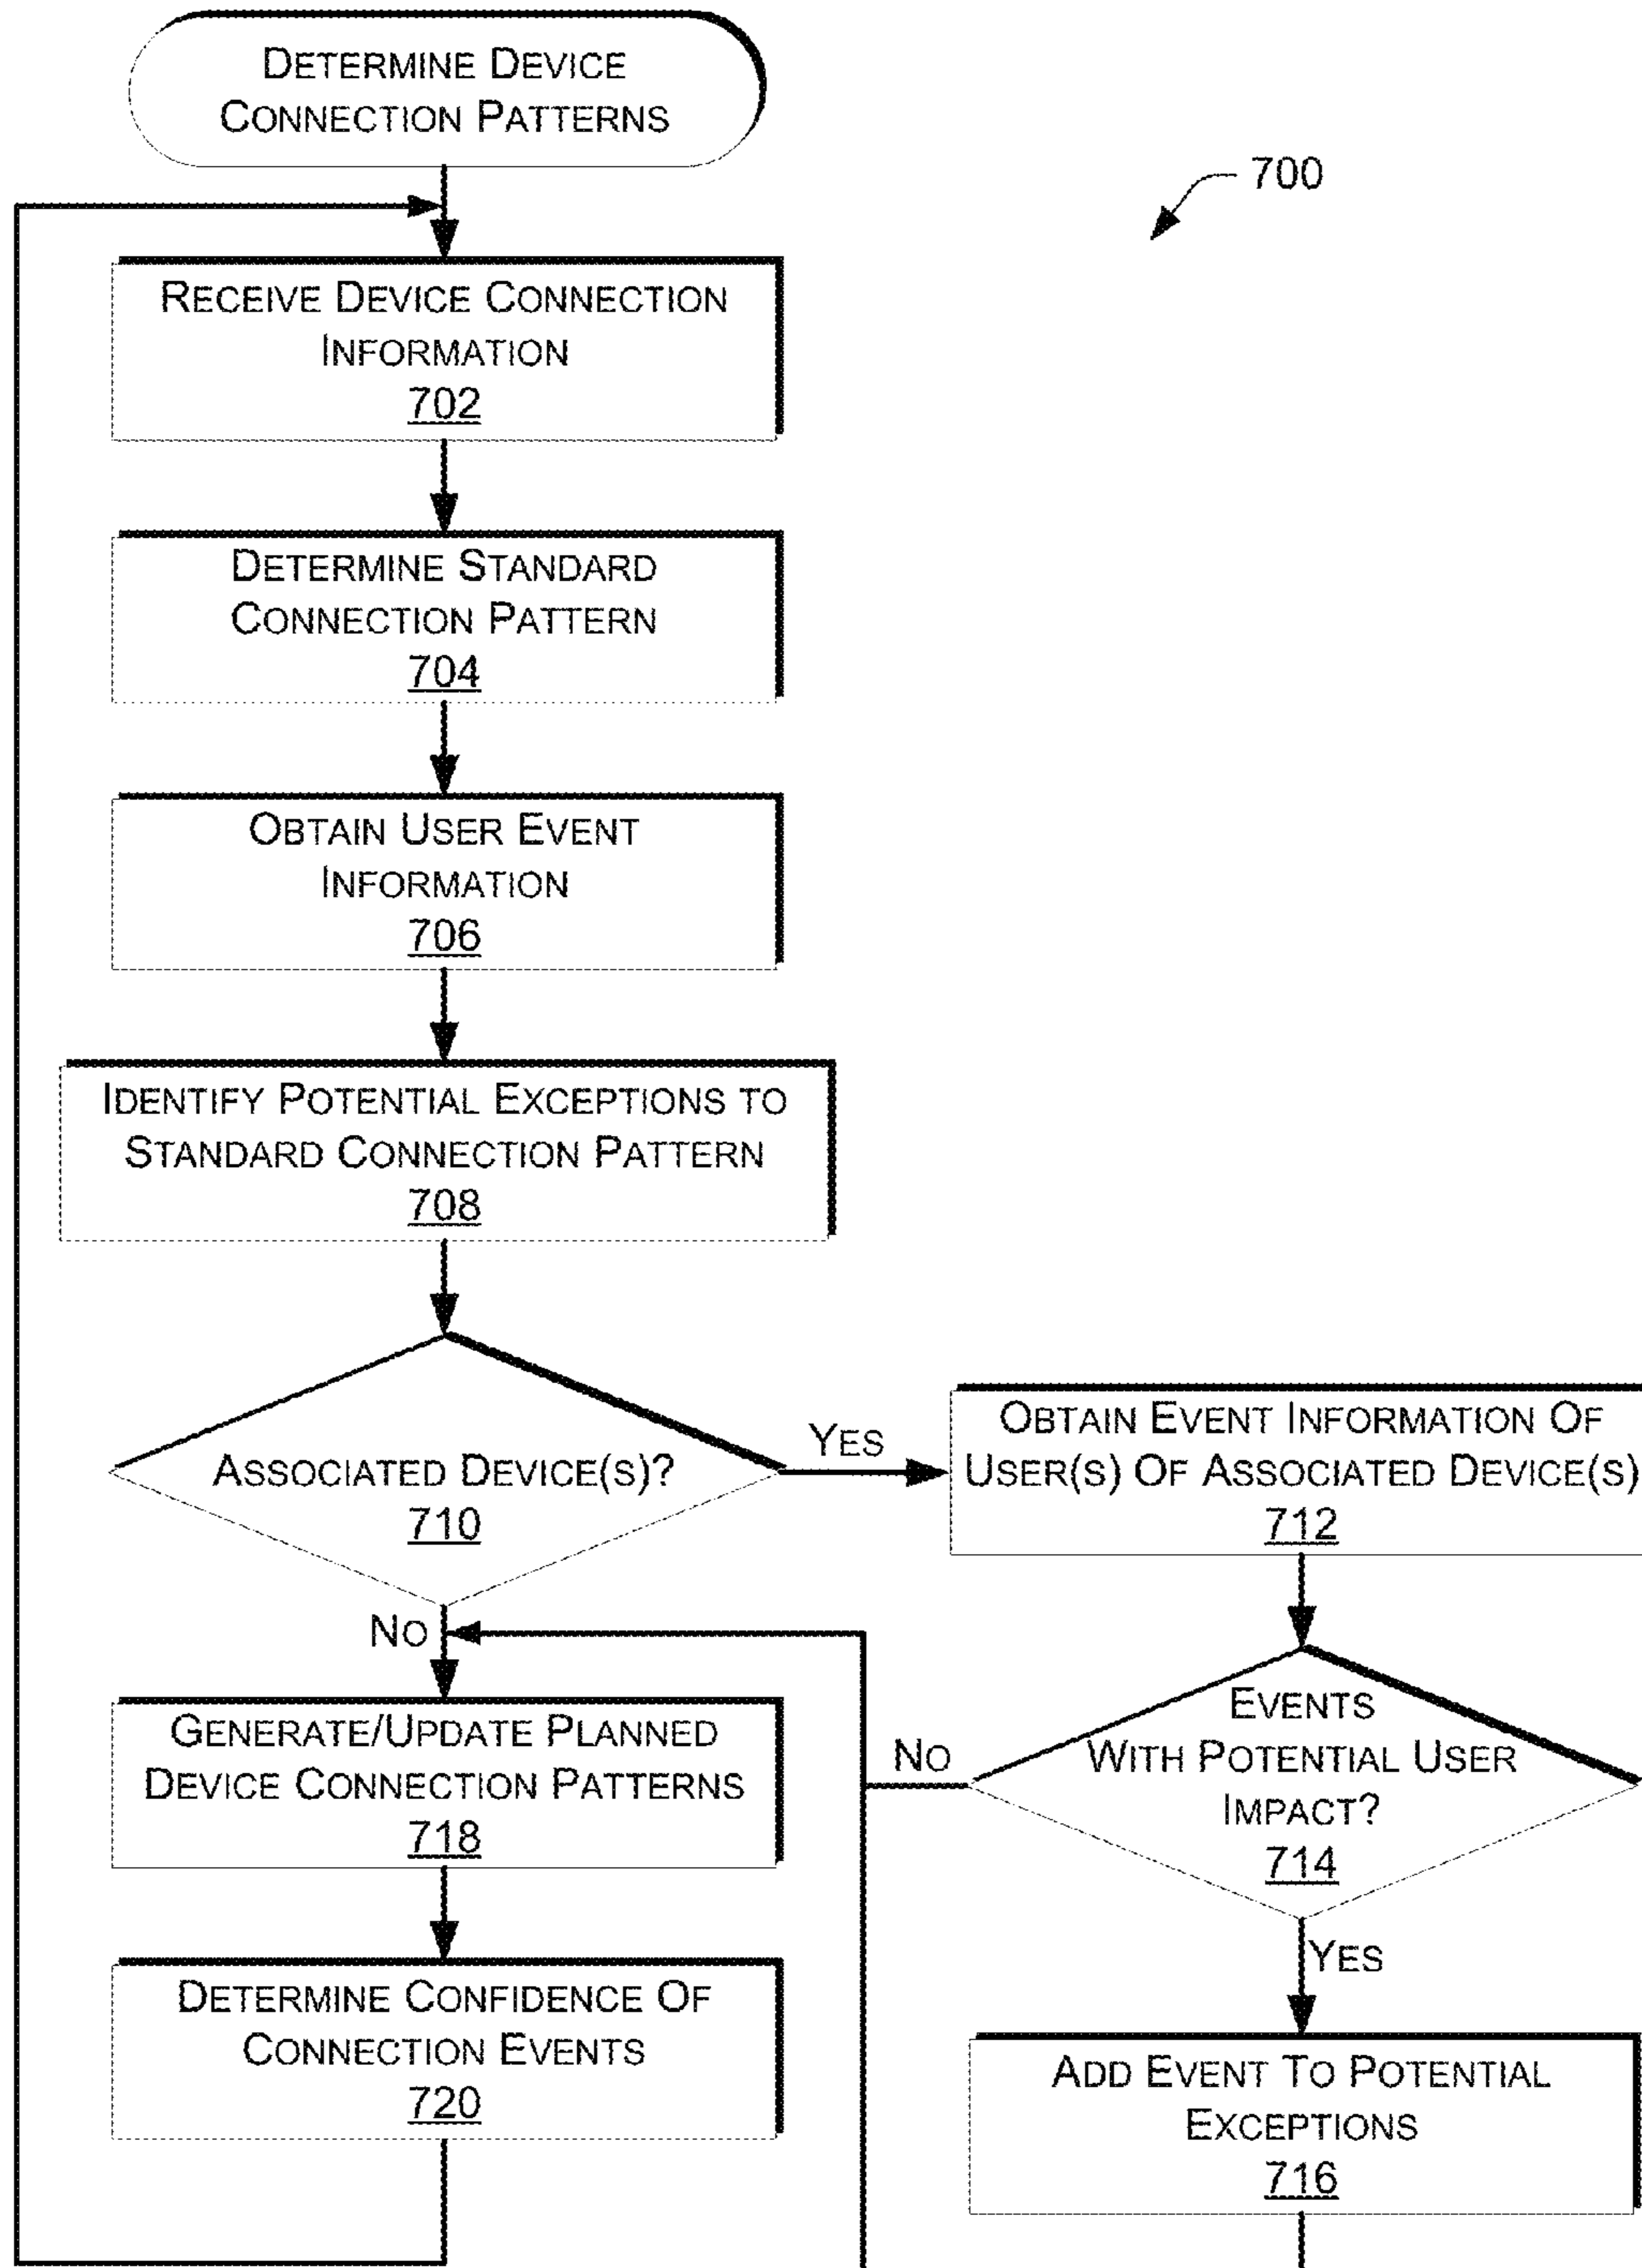 DETERMINE DEVICE
CONNECTION PATTERNS
700
RECEIVE DEVICE CONNECTION
INFORMATION
702
DETERMINE STANDARD
CONNECTION PATTERN
704
OBTAIN USER EVENT
INFORMATION
706
IDENTIFY POTENTIAL EXCEPTIONS TO
STANDARD CONNECTION PATTERN
708
ASSOCIATED DEVICE(S)?
710
YES
OBTAIN EVENT INFORMATION OF
USER(S) OF ASSOCIATED DEVICE(S)
712
NO
GENERATE/UPDATE PLANNED
DEVICE CONNECTION PATTERNS
718
NO
EVENTS
WITH POTENTIAL USER
IMPACT?
714
YES
DETERMINE CONFIDENCE OF
CONNECTION EVENTS
720
ADD EVENT TO POTENTIAL
EXCEPTIONS
716